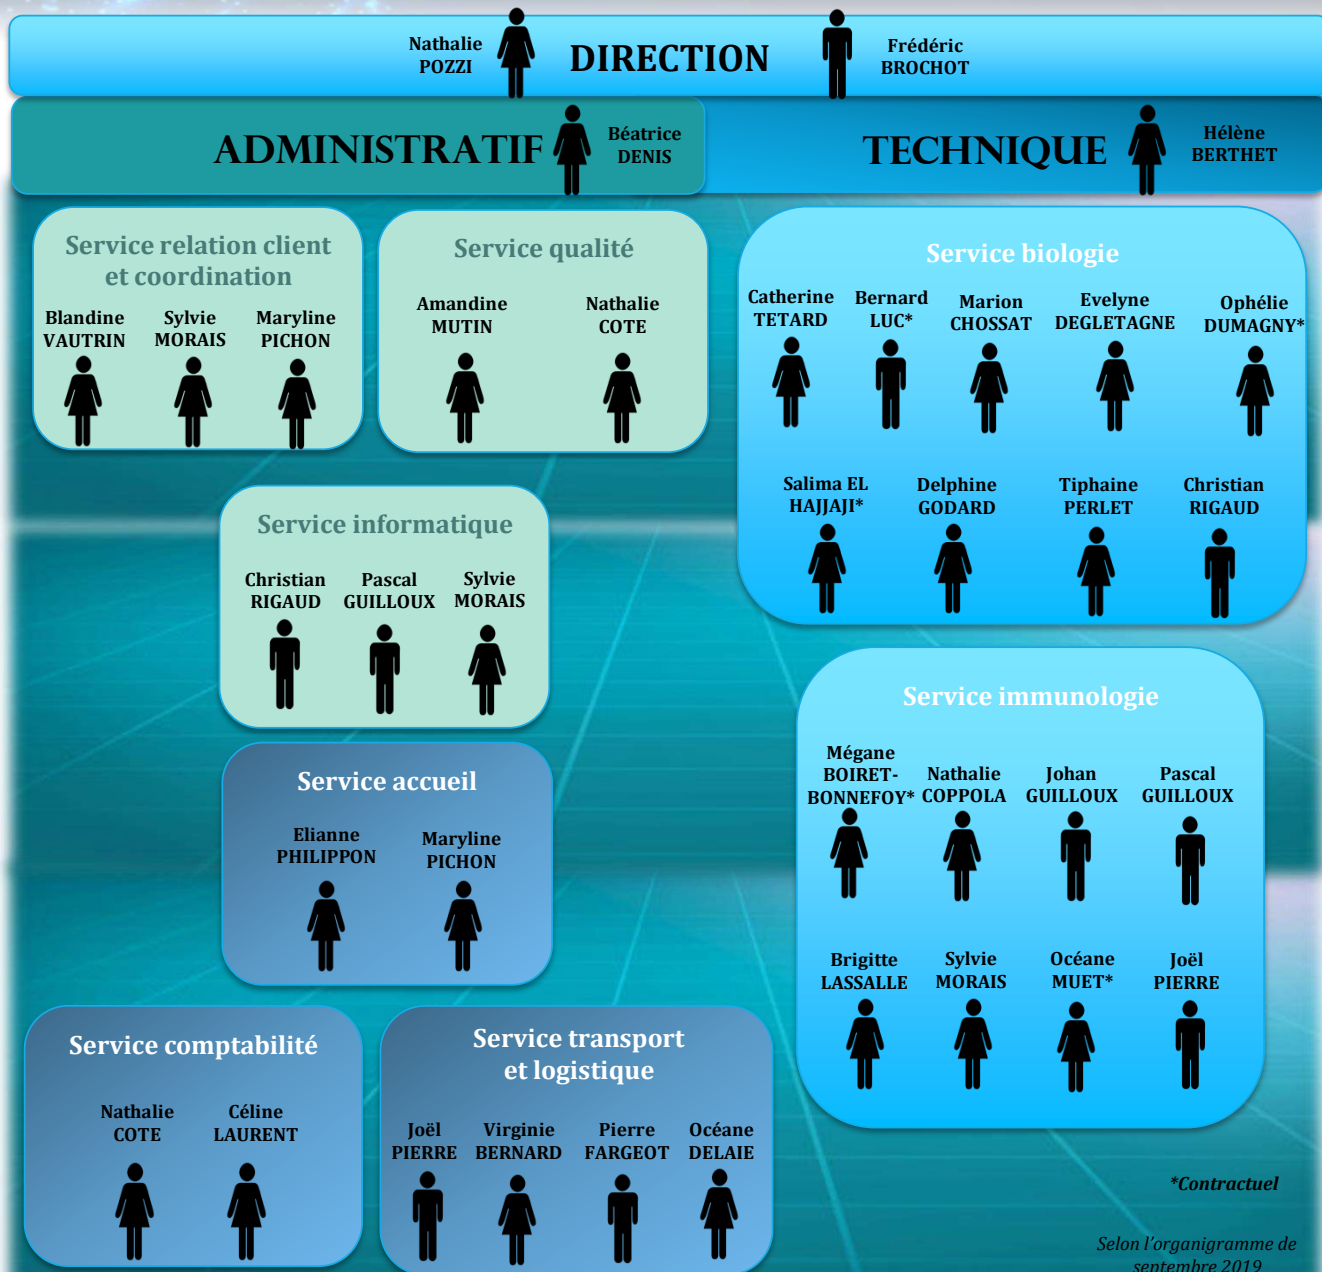 Nathalie
POZZI
DIRECTION
Frédéric
BROCHOT
ADMINISTRATIF
Béatrice
DENIS
TECHNIQUE
Hélène
BERTHET
Service relation client
et coordination
Blandine
VAUTRIN
Sylvie
MORAIS
Maryline
PICHON
Service qualité
Amandine
MUTIN
Nathalie
COTE
Service informatique
Christian
RIGAUD
Pascal
GUILLOUX
Sylvie
MORAIS
Service accueil
Elianne
PHILIPPON
Maryline
PICHON
Service comptabilité
Nathalie
COTE
Céline
LAURENT
Service transport
et logistique
Joël
PIERRE
Virginie
BERNARD
Pierre
FARGEOT
Océane
DELAIE
Service biologie
Catherine
TETARD
Bernard
LUC*
Marion
CHOSSAT
Evelyne
DEGLETAGNE
Ophélie
DUMAGNY*
Salima EL
HAJJAJI*
Delphine
GODARD
Tiphaine
PERLET
Christian
RIGAUD
Service immunologie
Mégane
BOIRET-
BONNEFOY*
Nathalie
COPPOLA
Johan
GUILLOUX
Pascal
GUILLOUX
Brigitte
LASSALLE
Sylvie
MORAIS
Océane
MUET*
Joël
PIERRE
*Contractuel
Selon l'organigramme de
septembre 2019